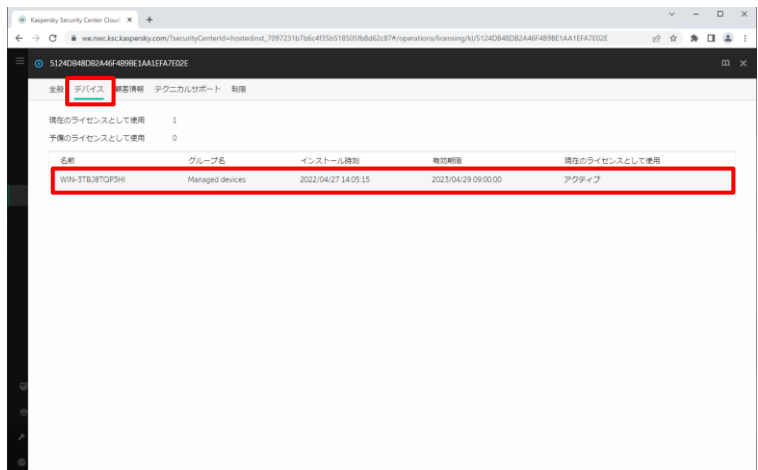 Kaspersky Security Center Cloud
we.nwc.ksc.kaspersky.com/?securityCenterId=hostedinst_7097231b7b6c4f35b518505fb8d62c87#/operations/licensing/kl/5124DB48DB2A46F4B9BE1AA1EFA7E02E
5124DB48DB2A46F4B9BE1AA1EFA7E02E
全般 デバイス 顧客情報 テクニカルサポート 制限
現在のライセンスとして使用 1
予備のライセンスとして使用 0
名前 グループ名 インストール時刻 有効期限 現在のライセンスとして使用
WIN-3TBJ8TQP3HI Managed devices 2022/04/27 14:05:15 2023/04/29 09:00:00 アクティブ